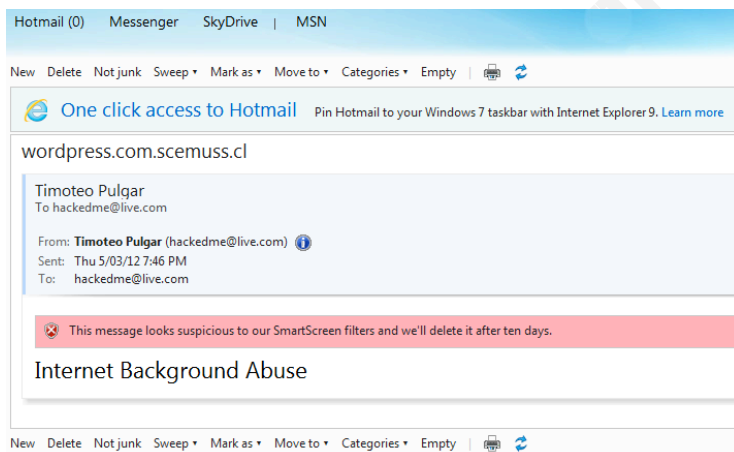 Hotmail (0) Messenger SkyDrive | MSN
New Delete Not junk Sweep Mark as Move to Categories Empty
One click access to Hotmail Pin Hotmail to your Windows 7 taskbar with Internet Explorer 9. Learn more
wordpress.com.scemuss.cl
Timoteo Pulgar
To hackedme@live.com
From: Timoteo Pulgar (hackedme@live.com)
Sent: Thu 5/03/12 7:46 PM
To: hackedme@live.com
This message looks suspicious to our SmartScreen filters and we'll delete it after ten days.
Internet Background Abuse
New Delete Not junk Sweep Mark as Move to Categories Empty